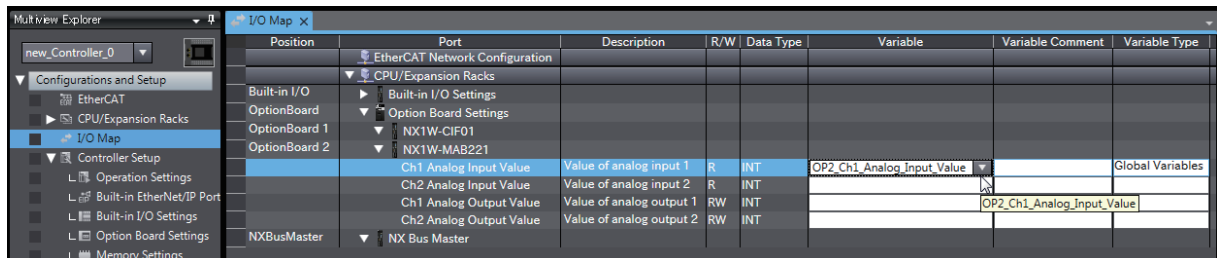 Multiview Explorer
new_Controller_0
Configurations and Setup
EtherCAT
CPU/Expansion Racks
I/O Map
Controller Setup
Operation Settings
Built-in EtherNet/IP Port
Built-in I/O Settings
Option Board Settings
Memory Settings
I/O Map
Position Port Description R/W Data Type Variable Variable Comment Variable Type
EtherCAT Network Configuration
CPU/Expansion Racks
Built-in I/O Built-in I/O Settings
OptionBoard Option Board Settings
OptionBoard 1 NX1W-CIF01
OptionBoard 2 NX1W-MAB221
Ch1 Analog Input Value Value of analog input 1 R INT OP2_Ch1_Analog_Input_Value Global Variables
Ch2 Analog Input Value Value of analog input 2 R INT
Ch1 Analog Output Value Value of analog output 1 RW INT OP2_Ch1_Analog_Input_Value
Ch2 Analog Output Value Value of analog output 2 RW INT
NXBusMaster NX Bus Master